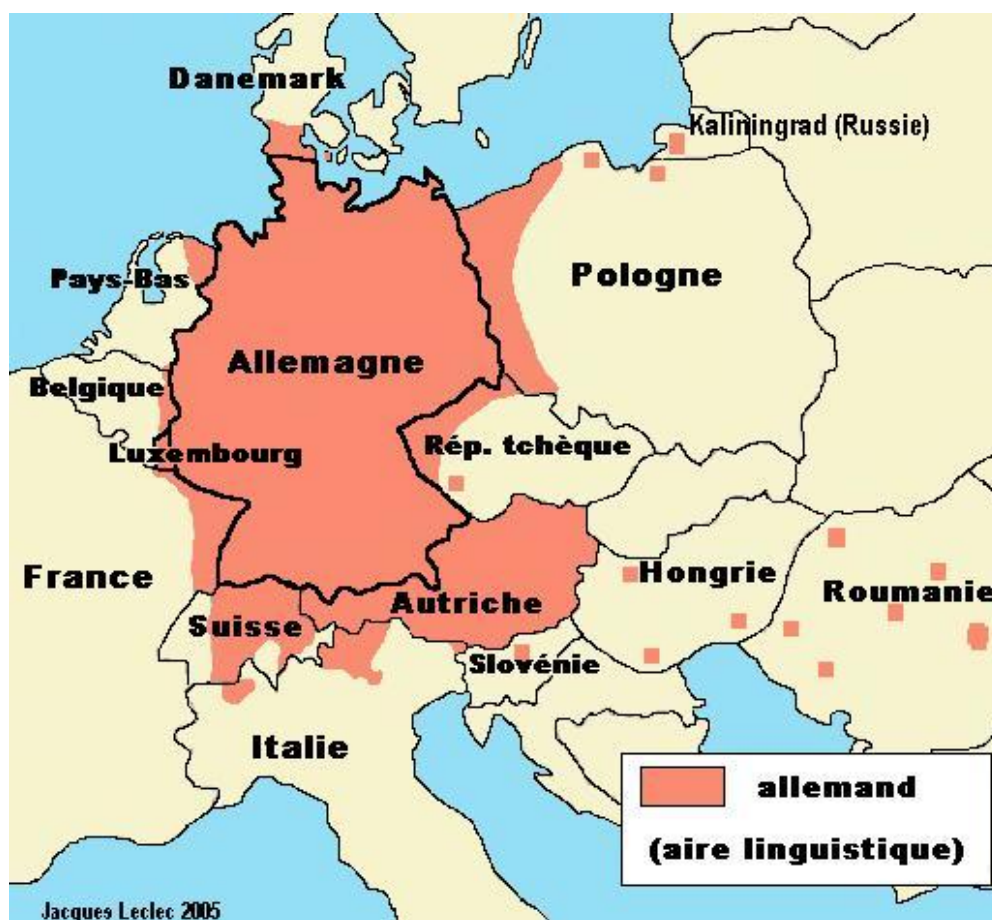 Danemark
Kaliningrad (Russie)
Pays-Bas
Pologne
Allemagne
Belgique
Luxembourg
Rép. tchèque
France
Hongrie
Roumanie
Autriche
Suisse
Slovénie
Italie
allemand
(aire linguistique)
Jacques Leclec 2005